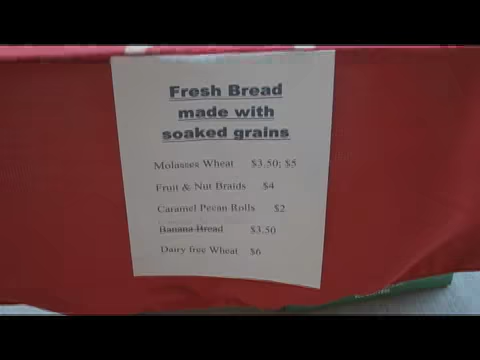 Fresh Bread
made with
soaked grains
Molasses Wheat $3.50; $5
Fruit & Nut Braids $4
Caramel Pecan Rolls $2
Banana Bread $3.50
Dairy free Wheat $6